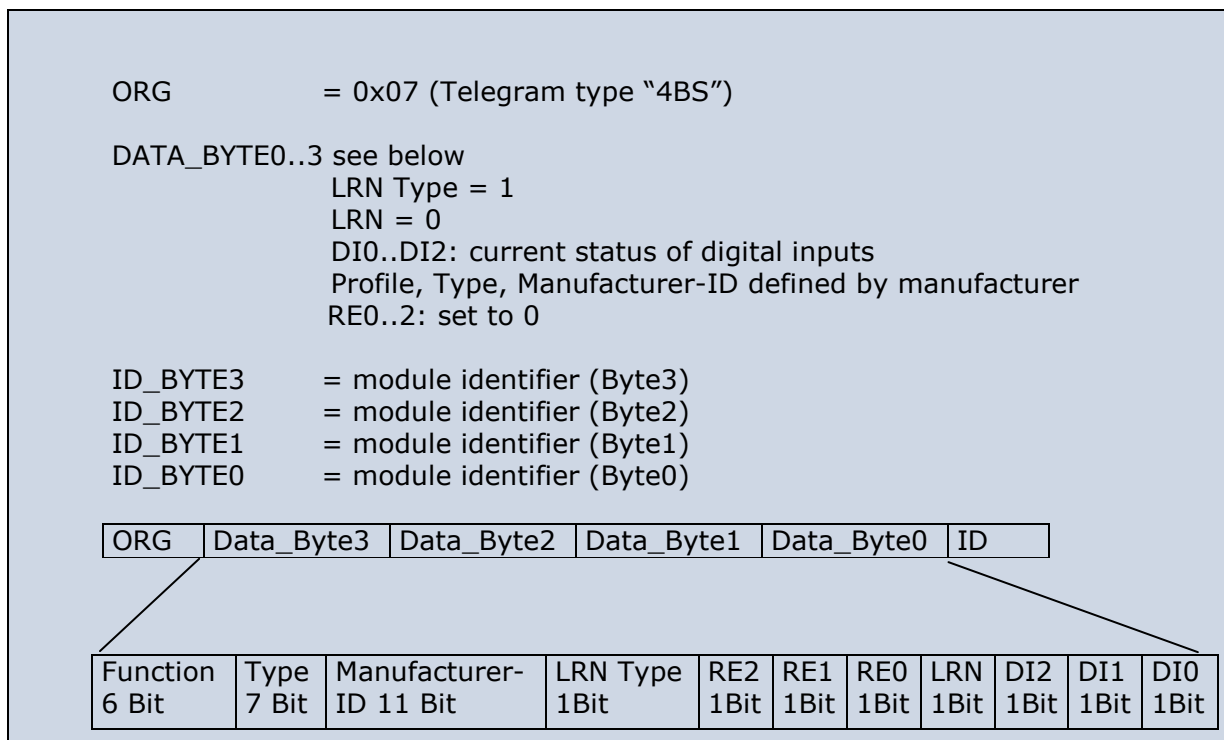 ORG = 0x07 (Telegram type “4BS”)
DATA_BYTE0..3 see below
LRN Type = 1
LRN = 0
DI0..DI2: current status of digital inputs
Profile, Type, Manufacturer-ID defined by manufacturer
RE0..2: set to 0
ID_BYTE3 = module identifier (Byte3)
ID_BYTE2 = module identifier (Byte2)
ID_BYTE1 = module identifier (Byte1)
ID_BYTE0 = module identifier (Byte0)
ORG Data_Byte3 Data_Byte2 Data_Byte1 Data_Byte0 ID
Function Type Manufacturer- LRN Type RE2 RE1 RE0 LRN DI2 DI1 DI0
6 Bit 7 Bit ID 11 Bit 1Bit 1Bit 1Bit 1Bit 1Bit 1Bit 1Bit 1Bit